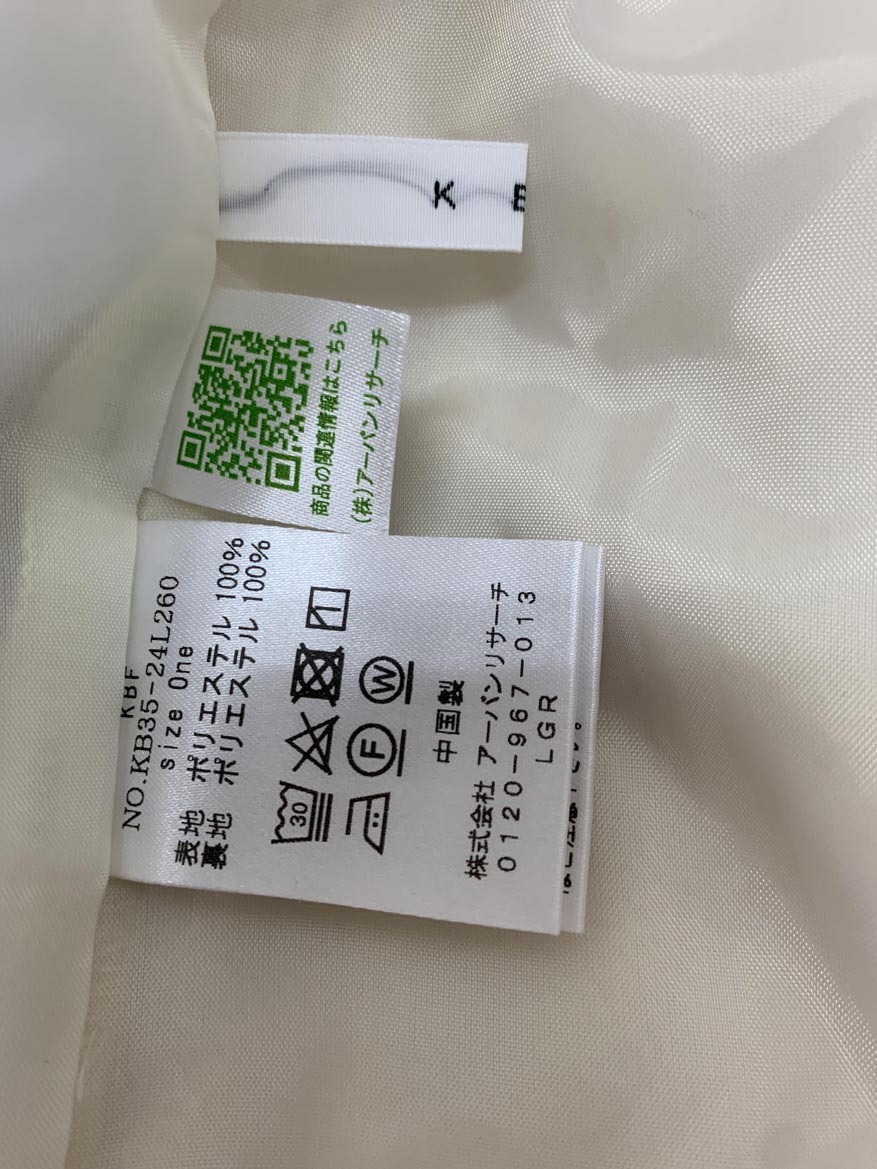 K B
商品の関連情報はこちら
(株)アーバンリサーチ
KBF
NO.KB35-24L260
size One
表地 ポリエステル 100%
裏地 ポリエステル 100%
30
F W
中国製
株式会社 アーバンリサーチ
0120-967-013
LGR